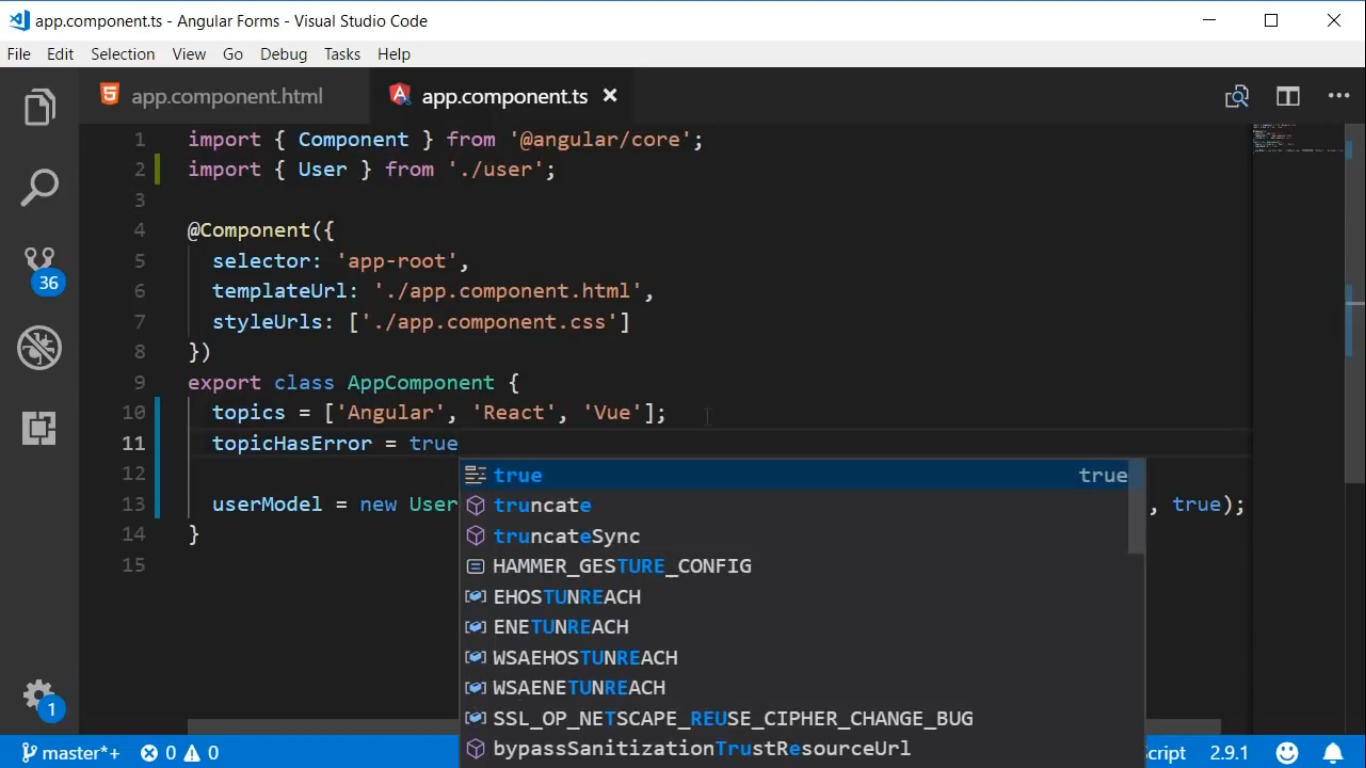 app.component.ts - Angular Forms - Visual Studio Code
File Edit Selection View Go Debug Tasks Help
app.component.html app.component.ts
1 import { Component } from '@angular/core';
2 import { User } from './user';
3
4 @Component({
5 selector: 'app-root',
6 templateUrl: './app.component.html',
7 styleUrls: ['./app.component.css']
8 })
9 export class AppComponent {
10 topics = ['Angular', 'React', 'Vue'];
11 topicHasError = true
12
13 userModel = new User , true);
14 }
15
true true
truncate
truncateSync
HAMMER_GESTURE_CONFIG
EHOSTUNREACH
ENETUNREACH
WSAEHOSTUNREACH
WSAENETUNREACH
SSL_OP_NETSCAPE_REUSE_CIPHER_CHANGE_BUG
bypassSanitizationTrustResourceUrl
36
1
master*+ 0 0 cript 2.9.1